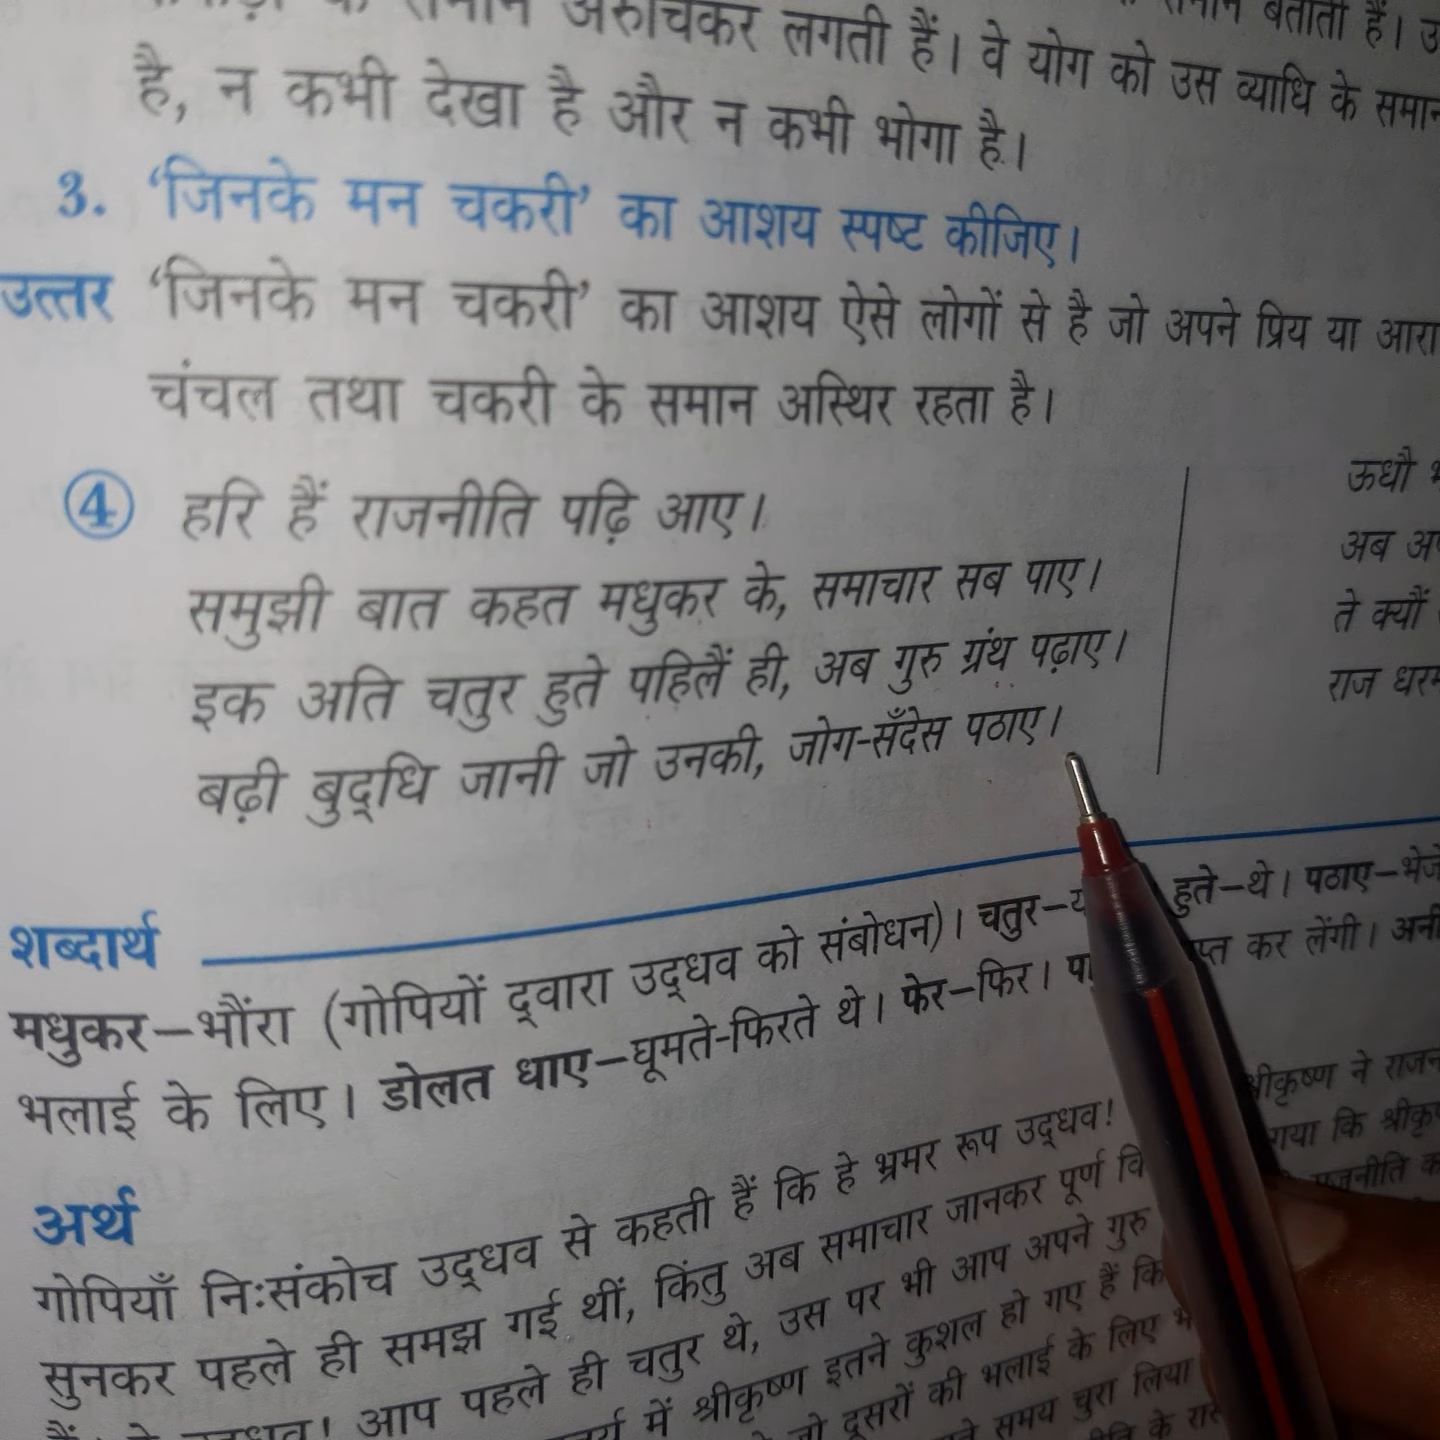 समान अरुचिकर लगती हैं। वे योग को उस व्याधि के समान
बताती हैं।
है, न कभी देखा है और न कभी भोगा है।
3. ‘जिनके मन चकरी’ का आशय स्पष्ट कीजिए।
उत्तर ‘जिनके मन चकरी’ का आशय ऐसे लोगों से है जो अपने प्रिय या
चंचल तथा चकरी के समान अस्थिर रहता है।
4 हरि हैं राजनीति पढ़ि आए।
समुझी बात कहत मधुकर के, समाचार सब पाए।
इक अति चतुर हुते पहिलैं ही, अब गुरु ग्रंथ पढ़ाए।
बढ़ी बुद्धि जानी जो उनकी, जोग-सँदेस पठाए।
ऊधौ
अब
ते क्यौं
राज
शब्दार्थ
मधुकर–भौंरा (गोपियों द्वारा उद्धव को संबोधन)। चतुर– हुते–थे। पठाए–
भलाई के लिए। डोलत धाए–घूमते-फिरते थे। फेर–फिर। कर लेंगी।
अर्थ
गोपियाँ निःसंकोच उद्धव से कहती हैं कि हे भ्रमर रूप उद्धव! श्रीकृष्ण ने
सुनकर पहले ही समझ गई थीं, किंतु अब समाचार जानकर पूर्ण गया कि
आप पहले ही चतुर थे, उस पर भी आप अपने गुरु
में श्रीकृष्ण इतने कुशल हो गए हैं कि
दूसरों की भलाई के लिए
समय चुरा लिया
के